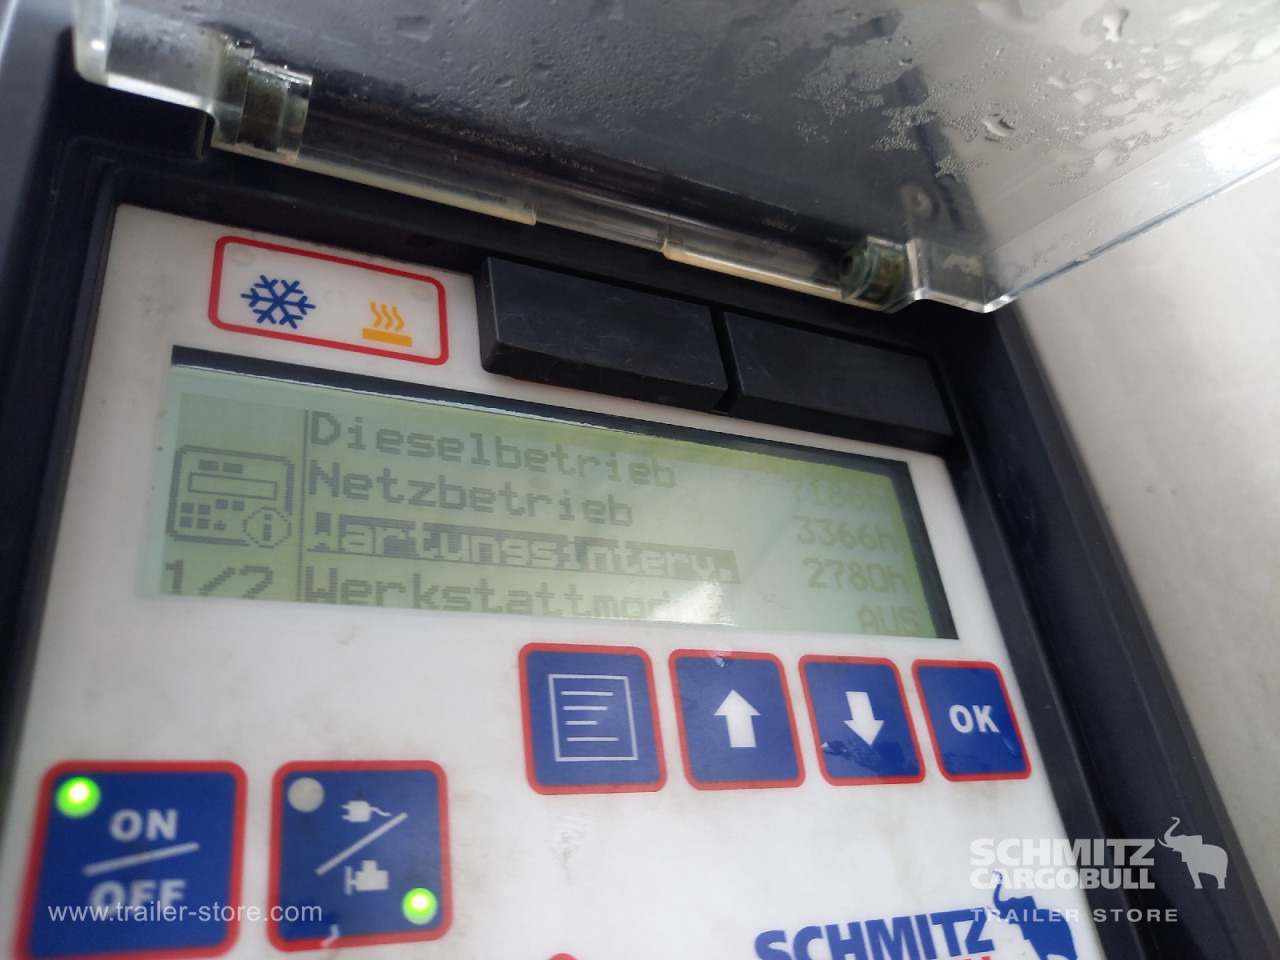 Dieselbetrieb
Netzbetrieb 3366h
Wartungsinterv. 2780h
1/2 Werkstattmodus AUS
OK
ON
OFF
SCHMITZ
CARGOBULL
TRAILER STORE
www.trailer-store.com
SCHMITZ